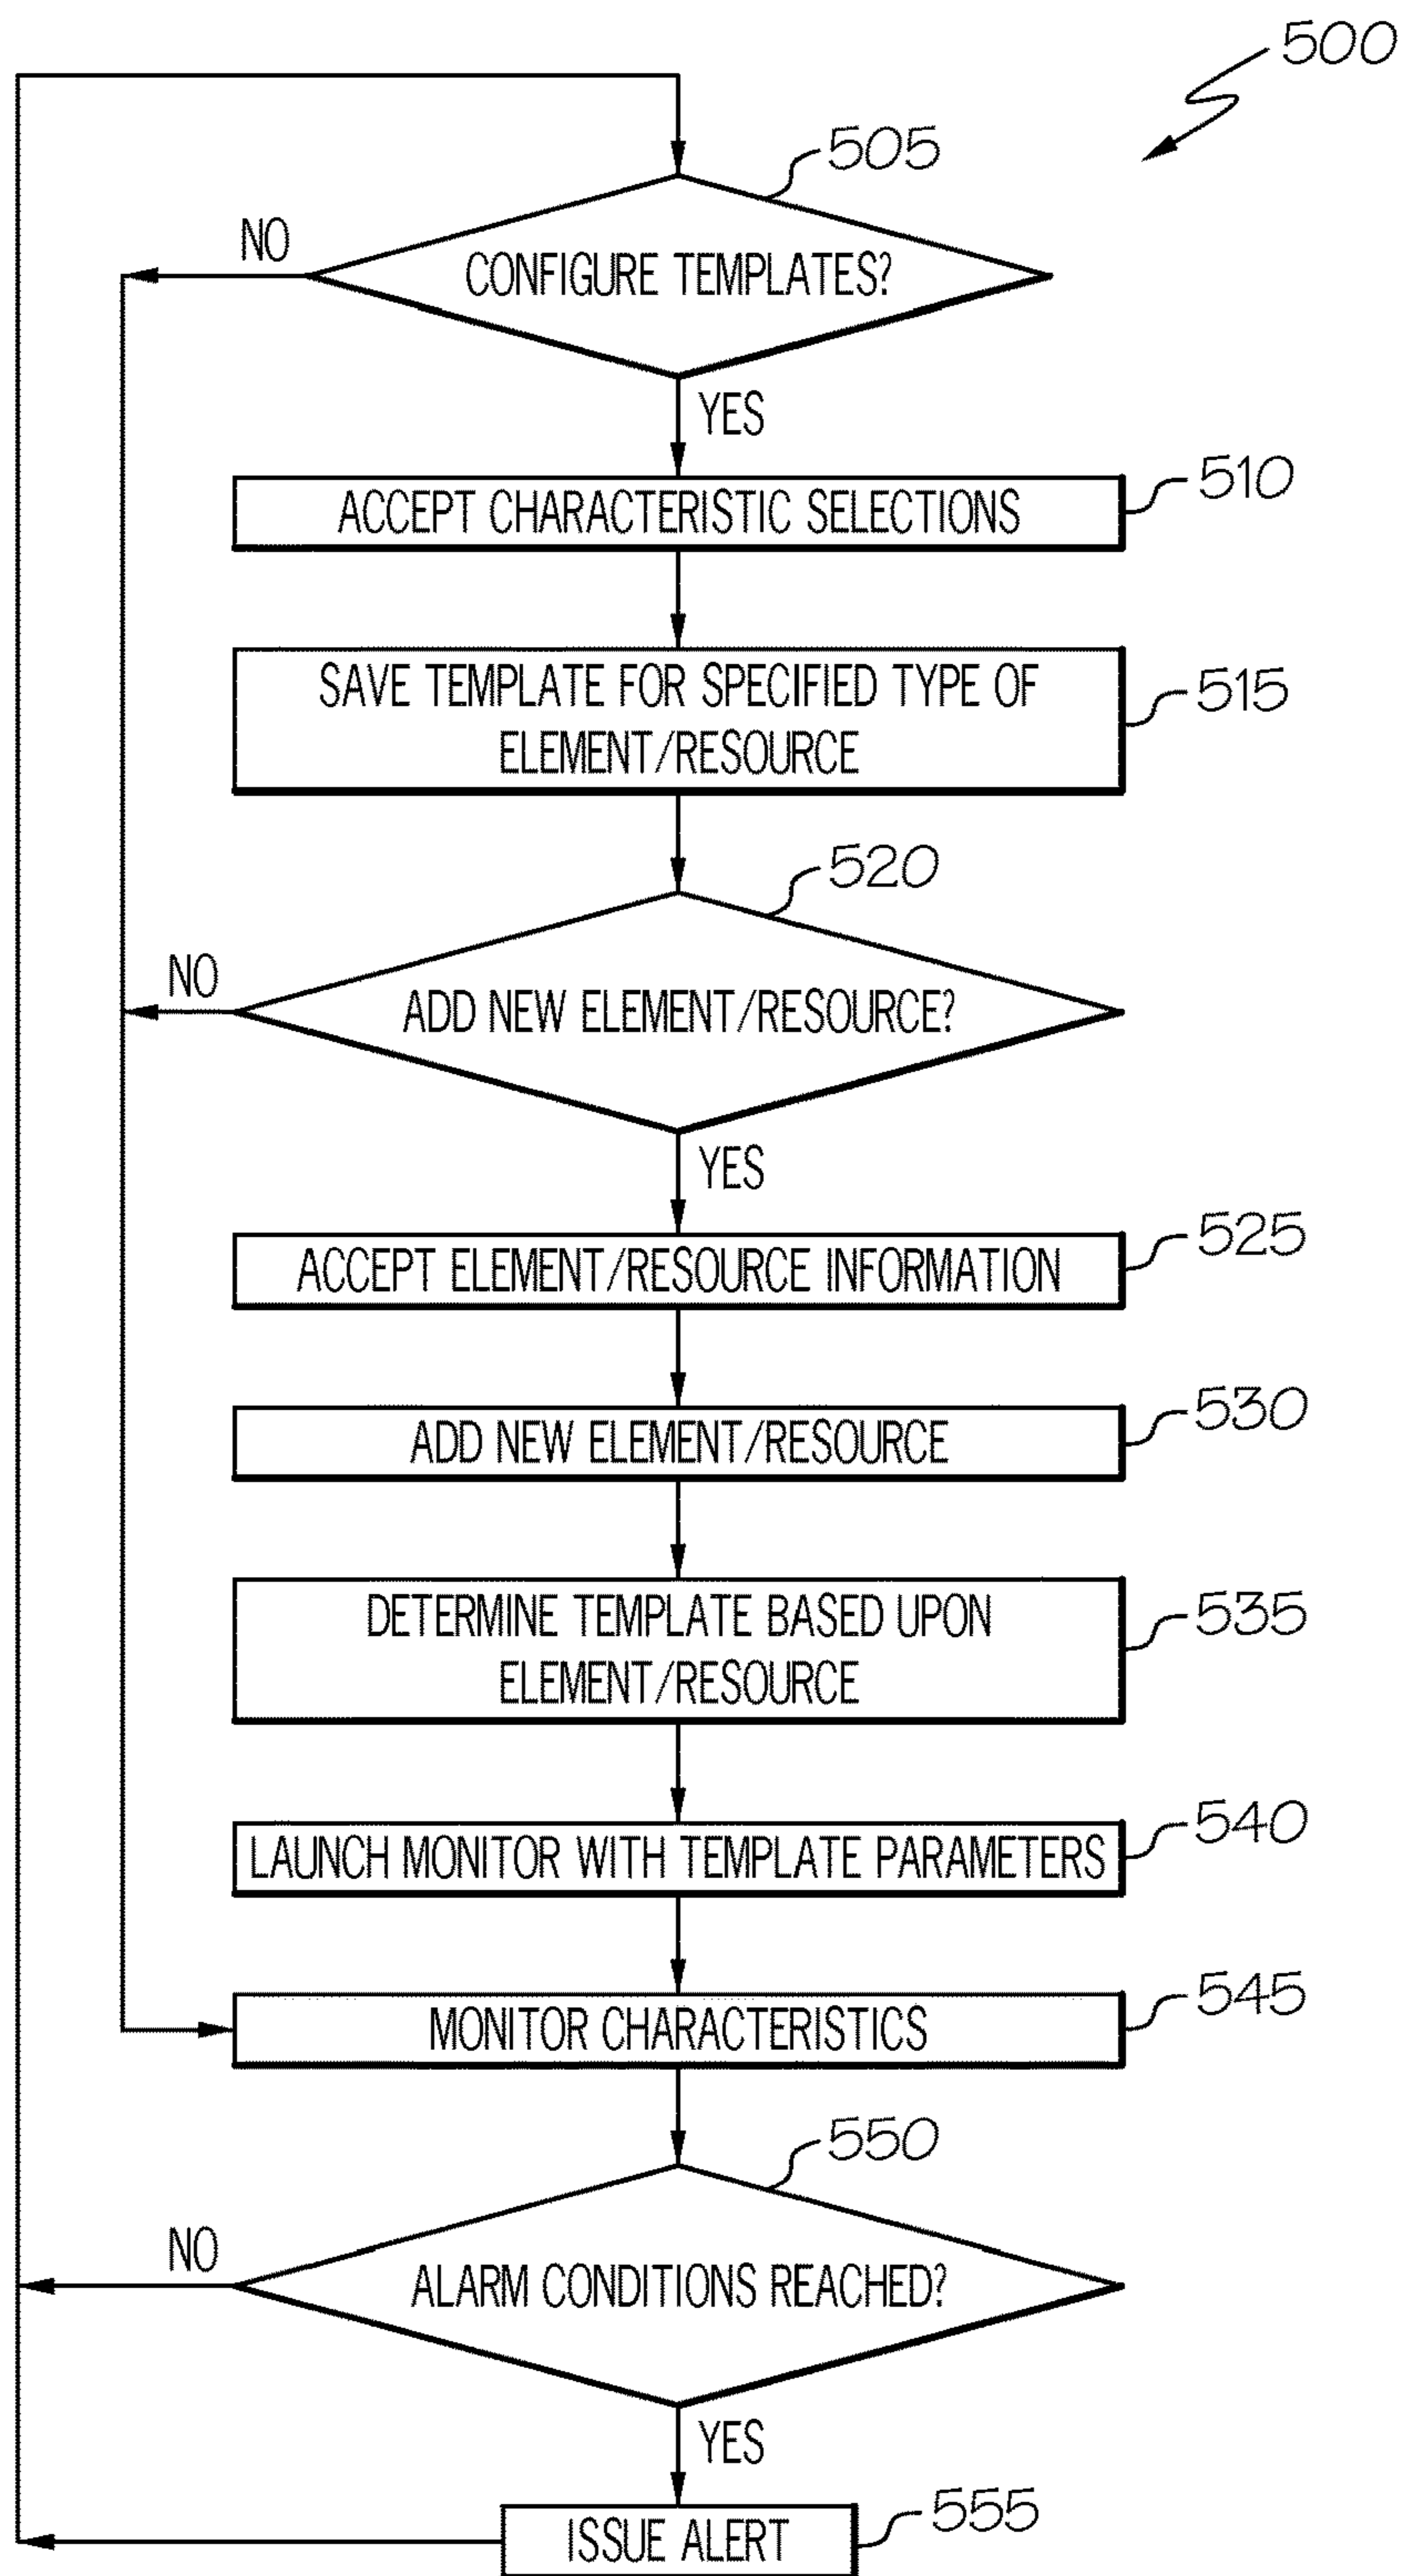 500
505
NO
CONFIGURE TEMPLATES?
YES
510
ACCEPT CHARACTERISTIC SELECTIONS
515
SAVE TEMPLATE FOR SPECIFIED TYPE OF
ELEMENT/RESOURCE
520
NO
ADD NEW ELEMENT/RESOURCE?
YES
525
ACCEPT ELEMENT/RESOURCE INFORMATION
530
ADD NEW ELEMENT/RESOURCE
535
DETERMINE TEMPLATE BASED UPON
ELEMENT/RESOURCE
540
LAUNCH MONITOR WITH TEMPLATE PARAMETERS
545
MONITOR CHARACTERISTICS
550
NO
ALARM CONDITIONS REACHED?
YES
555
ISSUE ALERT